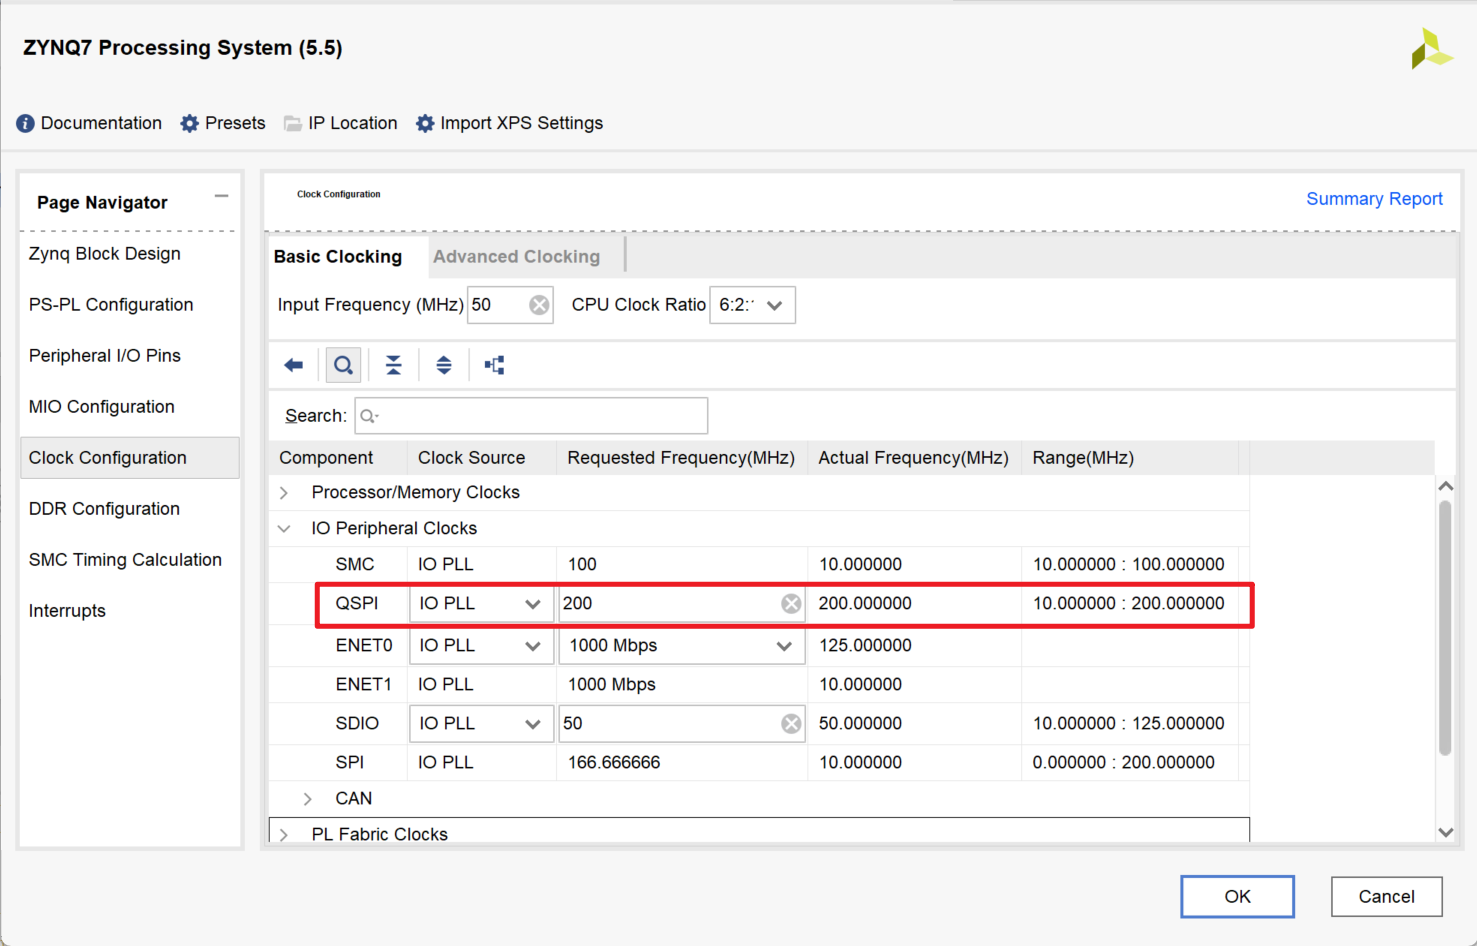 ZYNQ7 Processing System (5.5)
Documentation Presets IP Location Import XPS Settings
Page Navigator
Zynq Block Design
PS-PL Configuration
Peripheral I/O Pins
MIO Configuration
Clock Configuration
DDR Configuration
SMC Timing Calculation
Interrupts
Clock Configuration
Summary Report
Basic Clocking Advanced Clocking
Input Frequency (MHz) 50 CPU Clock Ratio 6:2:
Search:
Component Clock Source Requested Frequency(MHz) Actual Frequency(MHz) Range(MHz)
Processor/Memory Clocks
IO Peripheral Clocks
SMC IO PLL 100 10.000000 10.000000 : 100.000000
QSPI IO PLL 200 200.000000 10.000000 : 200.000000
ENET0 IO PLL 1000 Mbps 125.000000
ENET1 IO PLL 1000 Mbps 10.000000
SDIO IO PLL 50 50.000000 10.000000 : 125.000000
SPI IO PLL 166.666666 10.000000 0.000000 : 200.000000
CAN
PL Fabric Clocks
OK Cancel